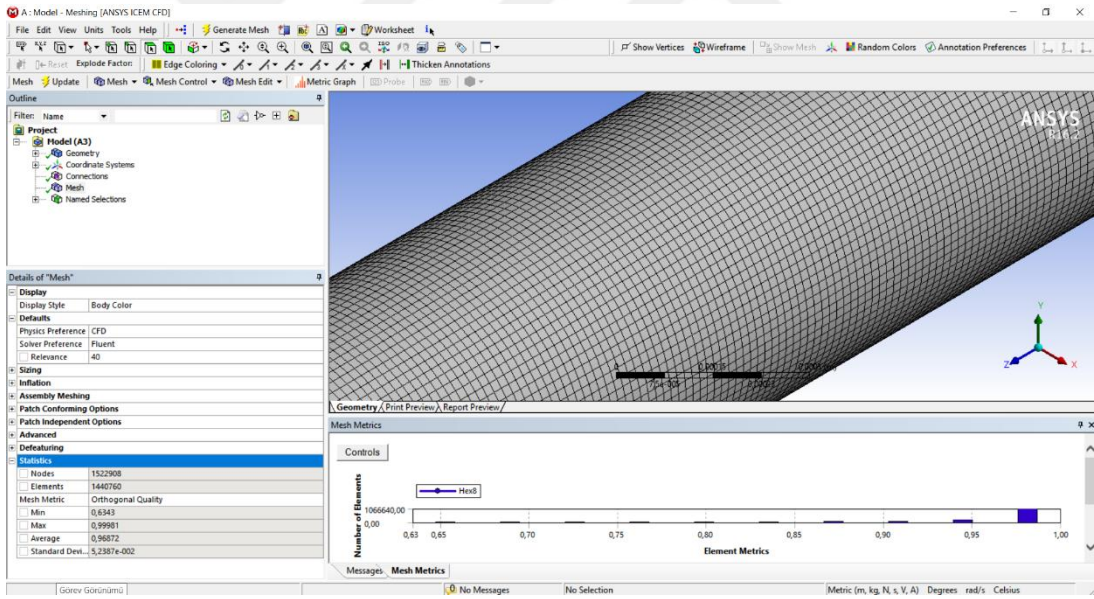 A : Model - Meshing [ANSYS ICEM CFD]
File Edit View Units Tools Help Generate Mesh Worksheet
Show Vertices Wireframe Show Mesh Random Colors Annotation Preferences
Reset Explode Factor: Edge Coloring Thicken Annotations
Mesh Update Mesh Mesh Control Mesh Edit Metric Graph Probe
Outline
Filter: Name
Project
Model (A3)
Geometry
Coordinate Systems
Connections
Mesh
Named Selections
Details of "Mesh"
Display
Display Style Body Color
Defaults
Physics Preference CFD
Solver Preference Fluent
Relevance 40
Sizing
Inflation
Assembly Meshing
Patch Conforming Options
Patch Independent Options
Advanced
Defeaturing
Statistics
Nodes 1522908
Elements 1440760
Mesh Metric Orthogonal Quality
Min 0,6343
Max 0,99981
Average 0,96872
Standard Devi... 5,2387e-002
ANSYS
R16.2
Y
Z
X
Geometry Print Preview Report Preview
Mesh Metrics
Controls
Hex8
Number of Elements
1066640,00
0,00
0,63 0,65 0,70 0,75 0,80 0,85 0,90 0,95 1,00
Element Metrics
Messages Mesh Metrics
Görev Görünümü
No Messages No Selection Metric (m, kg, N, s, V, A) Degrees rad/s Celsius